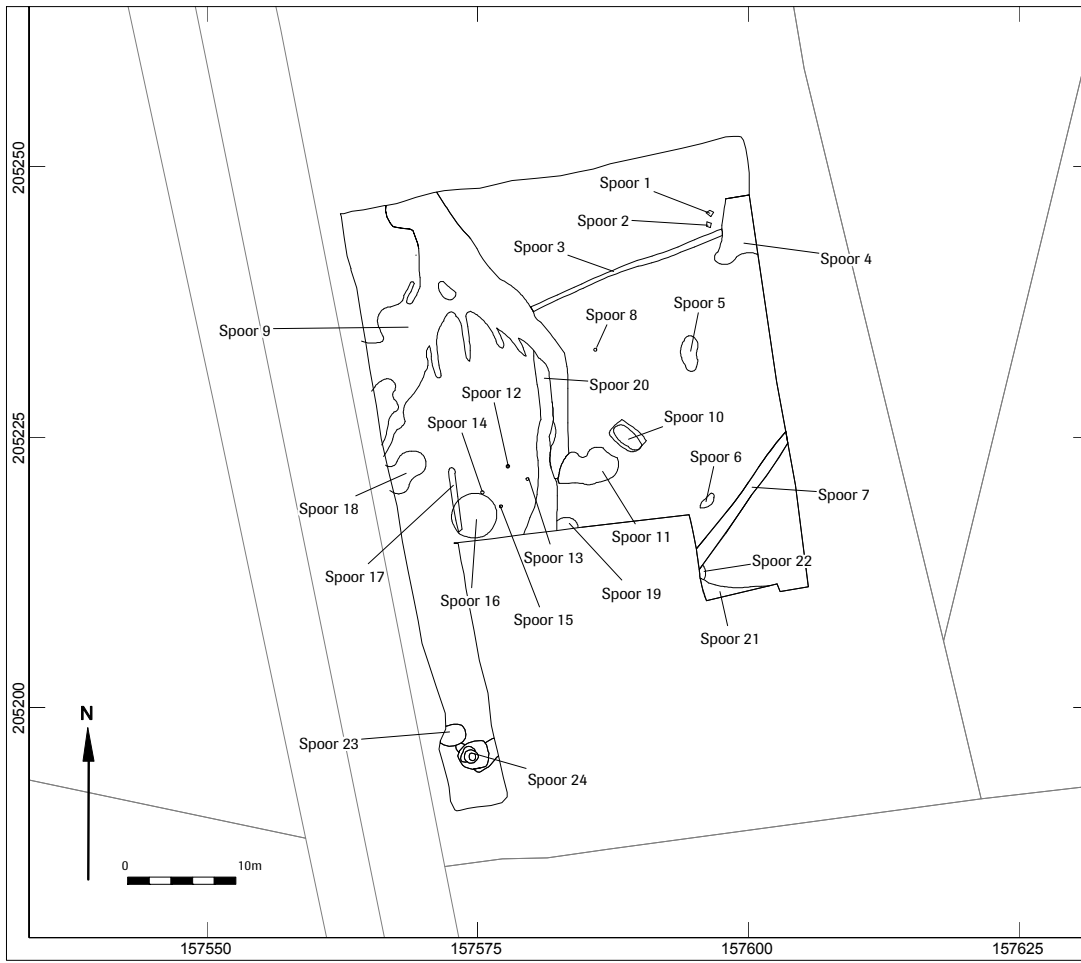 205250
Spoor 1
Spoor 2
Spoor 3
Spoor 4
Spoor 5
Spoor 8
Spoor 9
Spoor 20
Spoor 12
Spoor 14
Spoor 10
205225
Spoor 6
Spoor 7
Spoor 18
Spoor 11
Spoor 13
Spoor 22
Spoor 17
Spoor 16
Spoor 19
Spoor 15
Spoor 21
205200
N
Spoor 23
Spoor 24
0 10m
157550 157575 157600 157625